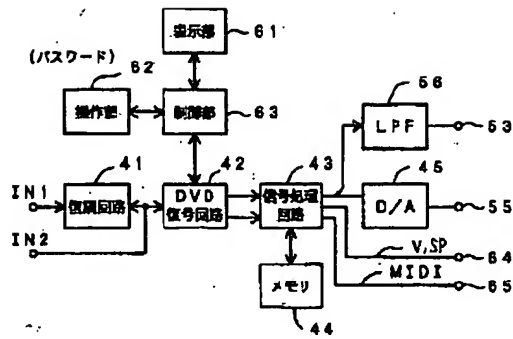 表示部
61
(パスワード)
62
操作部
制御部
63
56
LPF
53
41
42
43
45
IN1
復調回路
DVD
信号回路
信号処理
回路
D/A
55
IN2
V,SP
64
MIDI
65
メモリ
44